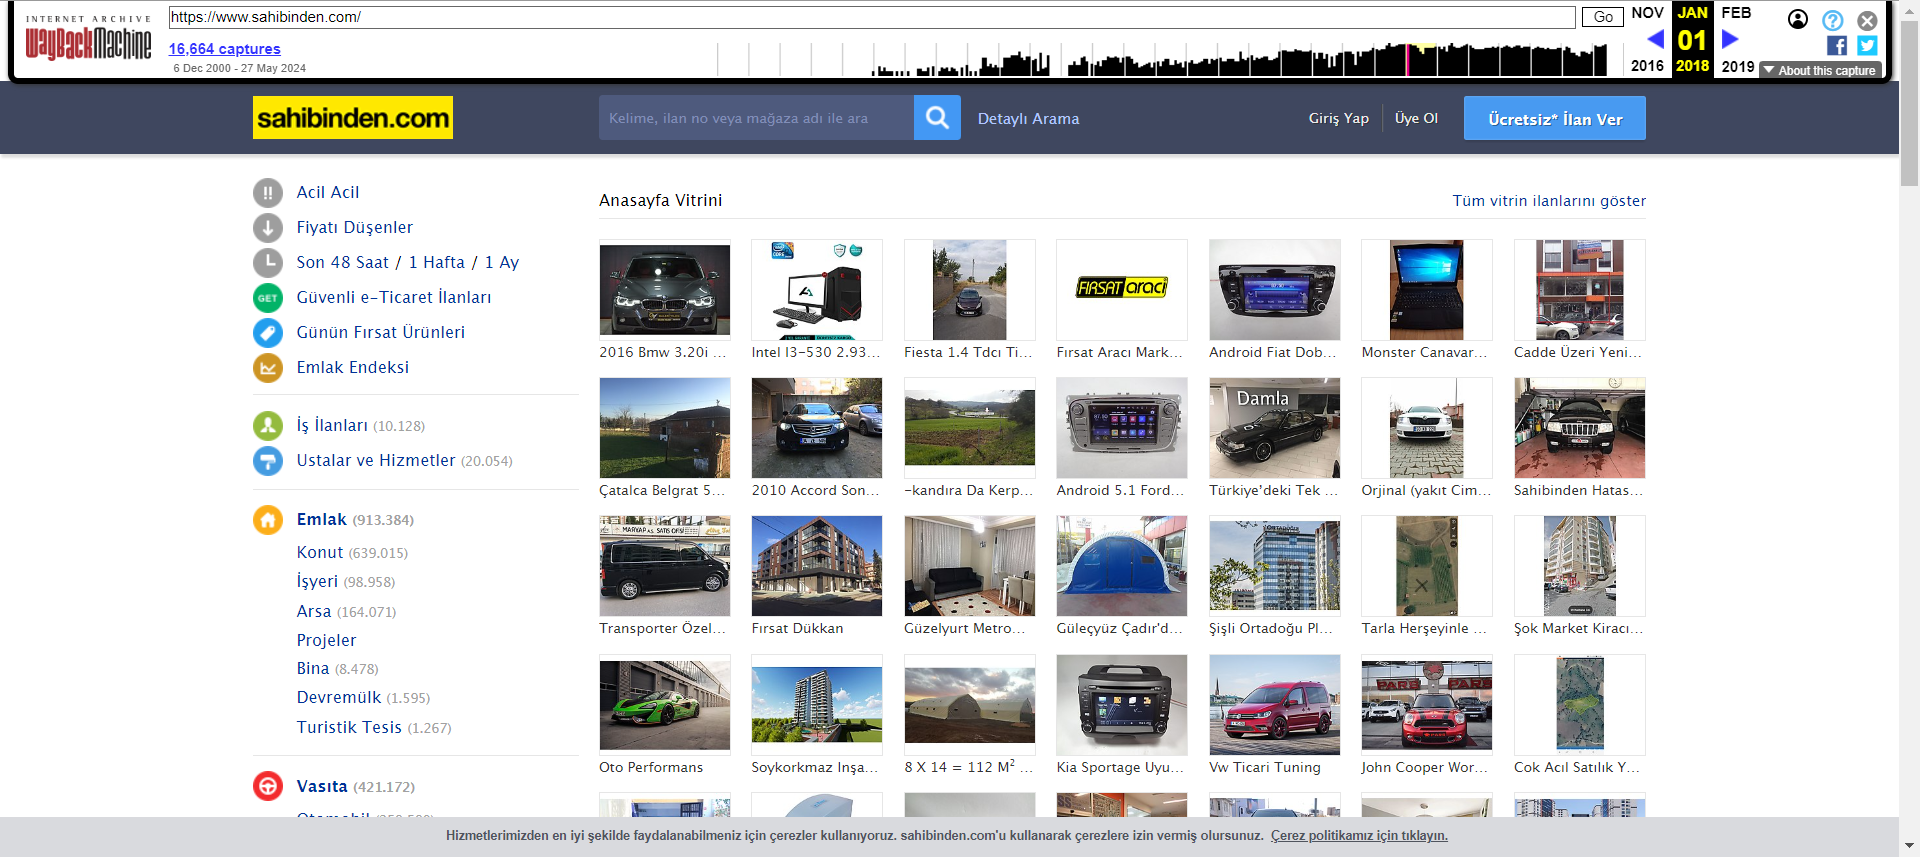 INTERNET ARCHIVE
WayBackMachine
https://www.sahibinden.com/
Go
NOV
JAN
FEB
16,664 captures
01
6 Dec 2000 - 27 May 2024
2016
2018
2019
About this capture
sahibinden.com
Kelime, ilan no veya mağaza adı ile ara
Detaylı Arama
Giriş Yap
Üye Ol
Ücretsiz* İlan Ver
Acil Acil
Fiyatı Düşenler
Son 48 Saat / 1 Hafta / 1 Ay
GET
Güvenli e-Ticaret İlanları
Günün Fırsat Ürünleri
Emlak Endeksi
İş İlanları (10.128)
Ustalar ve Hizmetler (20.054)
Emlak (913.384)
Konut (639.015)
İşyeri (98.958)
Arsa (164.071)
Projeler
Bina (8.478)
Devremülk (1.595)
Turistik Tesis (1.267)
Vasıta (421.172)
Anasayfa Vitrini
Tüm vitrin ilanlarını göster
FIRSAT aracı
2016 Bmw 3.20i ...
Intel I3-530 2.93...
Fiesta 1.4 Tdcı Ti...
Fırsat Aracı Mark...
Android Fiat Dob...
Monster Canavar...
Cadde Üzeri Yeni...
Damla
Çatalca Belgrat 5...
2010 Accord Son...
-kandıra Da Kerp...
Android 5.1 Ford...
Türkiye'deki Tek ...
Orjinal (yakıt Cim...
Sahibinden Hatas...
MARYAP A.Ş. SATIŞ OFİSİ
ORTADOĞU
Transporter Özel...
Fırsat Dükkan
Güzelyurt Metro...
Güleçyüz Çadır'd...
Şişli Ortadoğu Pl...
Tarla Herşeyinle ...
Şok Market Kiracı...
Oto Performans
Soykorkmaz Inşa...
8 X 14 = 112 M² ...
Kia Sportage Uyu...
Vw Ticari Tuning
John Cooper Wor...
Cok Acıl Satılık Y...
Hizmetlerimizden en iyi şekilde faydalanabilmeniz için çerezler kullanıyoruz. sahibinden.com'u kullanarak çerezlere izin vermiş olursunuz. Çerez politikamız için tıklayın.